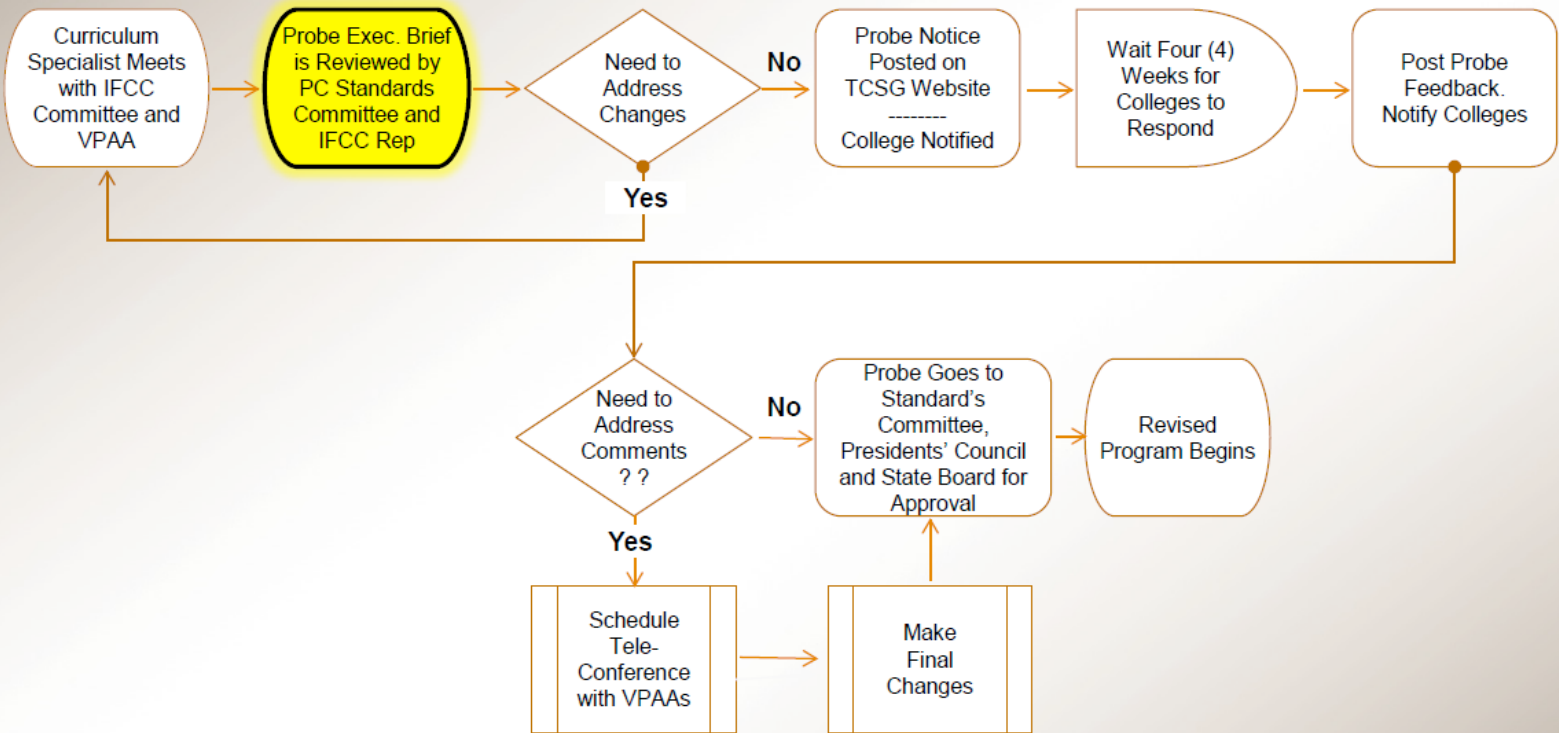 Curriculum
Specialist Meets
with IFCC
Committee and
VPAA
Probe Exec. Brief
is Reviewed by
PC Standards
Committee and
IFCC Rep
Need to
Address
Changes
No
Yes
Probe Notice
Posted on
TCSG Website
--------
College Notified
Wait Four (4)
Weeks for
Colleges to
Respond
Post Probe
Feedback.
Notify Colleges
Need to
Address
Comments
? ?
No
Yes
Probe Goes to
Standard’s
Committee,
Presidents’ Council
and State Board for
Approval
Revised
Program Begins
Schedule
Tele-
Conference
with VPAAs
Make
Final
Changes